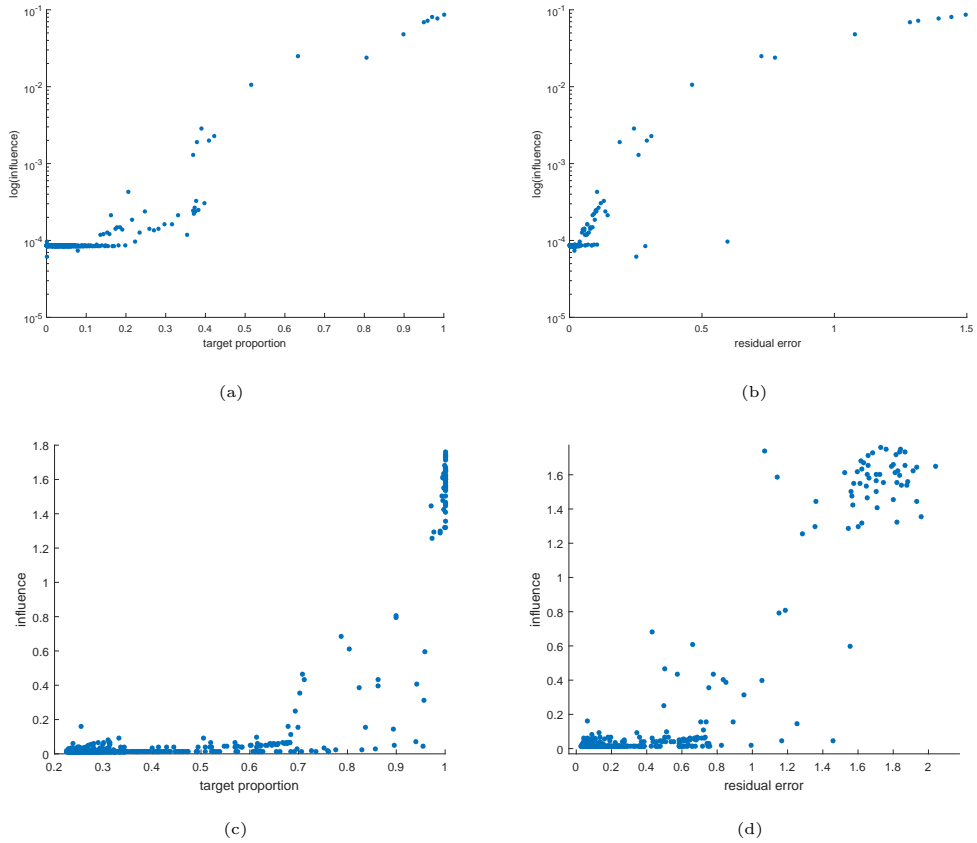 10^-1
10^-2
10^-3
10^-4
10^-5
log(influence)
0 0.1 0.2 0.3 0.4 0.5 0.6 0.7 0.8 0.9 1
target proportion
(a)
10^-1
10^-2
10^-3
10^-4
10^-5
log(influence)
0 0.5 1 1.5
residual error
(b)
1.8
1.6
1.4
1.2
1
0.8
0.6
0.4
0.2
0
influence
0.2 0.3 0.4 0.5 0.6 0.7 0.8 0.9 1
target proportion
(c)
1.6
1.4
1.2
1
0.8
0.6
0.4
0.2
0
influence
0 0.2 0.4 0.6 0.8 1 1.2 1.4 1.6 1.8 2
residual error
(d)